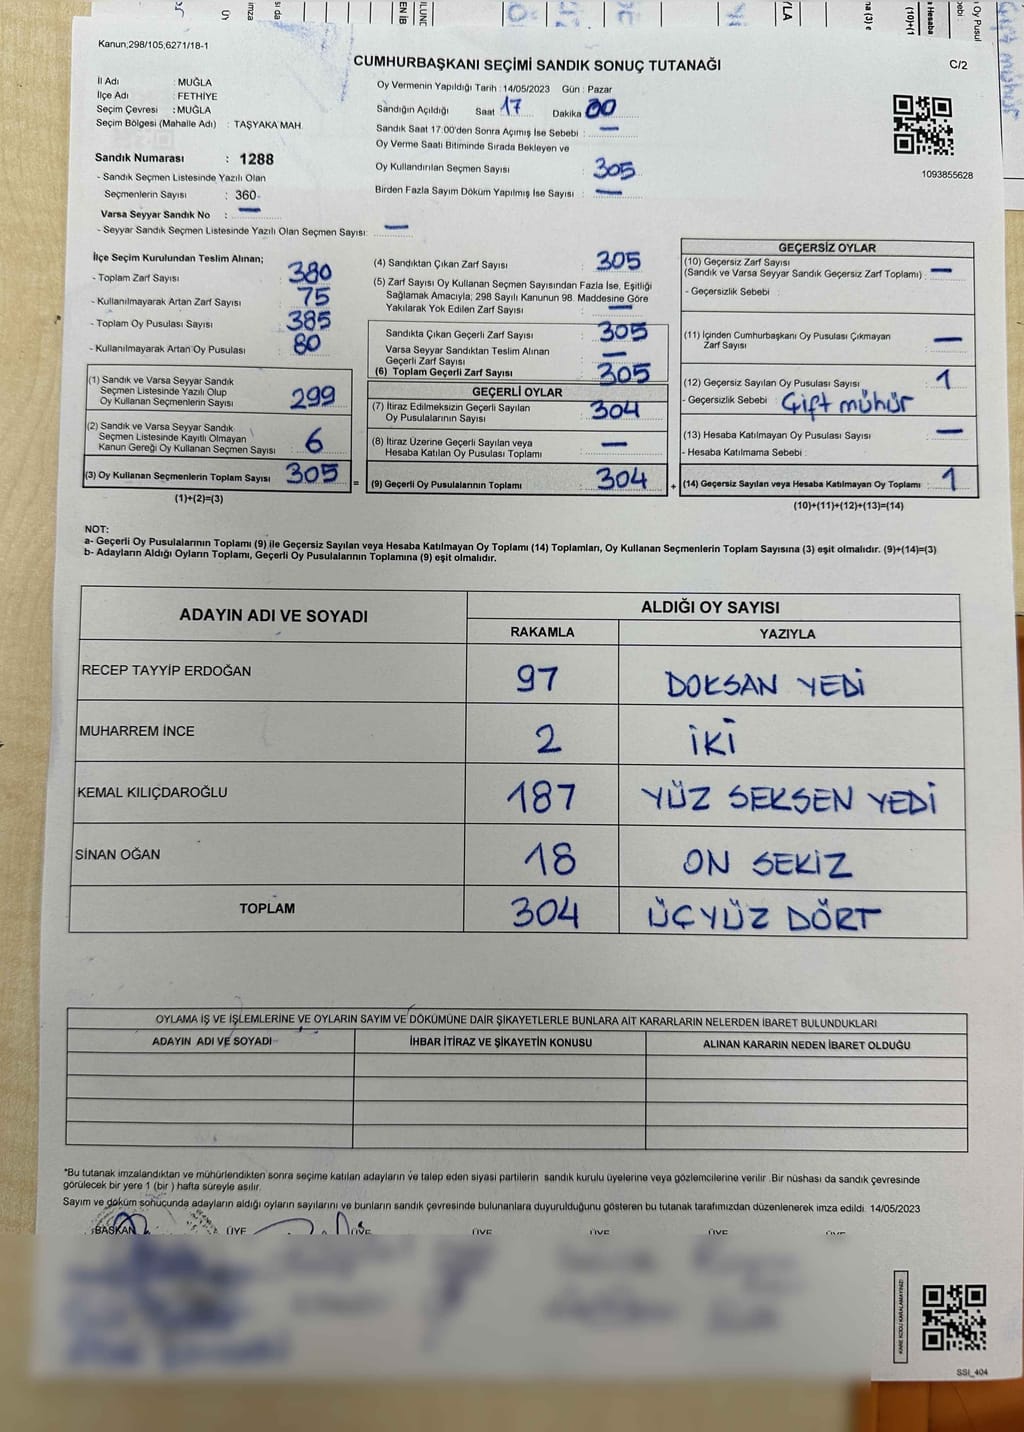 Kanun,298/105,6271/18-1
CUMHURBAŞKANI SEÇİMİ SANDIK SONUÇ TUTANAĞI
C/2
İl Adı : MUĞLA
İlçe Adı : FETHİYE
Seçim Çevresi : MUĞLA
Seçim Bölgesi (Mahalle Adı) : TAŞYAKA MAH.
Sandık Numarası : 1288
- Sandık Seçmen Listesinde Yazılı Olan
Seçmenlerin Sayısı : 360
Varsa Seyyar Sandık No : —
- Seyyar Sandık Seçmen Listesinde Yazılı Olan Seçmen Sayısı: —
Oy Vermenin Yapıldığı Tarih : 14/05/2023 Gün : Pazar
Sandığın Açıldığı Saat 17 Dakika 00
Sandık Saat 17:00'den Sonra Açımış İse Sebebi : —
Oy Verme Saati Bitiminde Sırada Bekleyen ve
Oy Kullandırılan Seçmen Sayısı : 305
Birden Fazla Sayım Döküm Yapılmış İse Sayısı : —
1093855628
İlçe Seçim Kurulundan Teslim Alınan;
- Toplam Zarf Sayısı : 380
- Kullanılmayarak Artan Zarf Sayısı : 75
- Toplam Oy Pusulası Sayısı : 385
- Kullanılmayarak Artan Oy Pusulası : 80
(1) Sandık ve Varsa Seyyar Sandık
Seçmen Listesinde Yazılı Olup
Oy Kullanan Seçmenlerin Sayısı : 299
(2) Sandık ve Varsa Seyyar Sandık
Seçmen Listesinde Kayıtlı Olmayan
Kanun Gereği Oy Kullanan Seçmen Sayısı : 6
(3) Oy Kullanan Seçmenlerin Toplam Sayısı : 305
(1)+(2)=(3)
=
(4) Sandıktan Çıkan Zarf Sayısı : 305
(5) Zarf Sayısı Oy Kullanan Seçmen Sayısından Fazla İse, Eşitliği
Sağlamak Amacıyla; 298 Sayılı Kanunun 98. Maddesine Göre
Yakılarak Yok Edilen Zarf Sayısı : —
Sandıkta Çıkan Geçerli Zarf Sayısı : 305
Varsa Seyyar Sandıktan Teslim Alınan
Geçerli Zarf Sayısı : —
(6) Toplam Geçerli Zarf Sayısı : 305
GEÇERLİ OYLAR
(7) İtiraz Edilmeksizin Geçerli Sayılan
Oy Pusulalarının Sayısı : 304
(8) İtiraz Üzerine Geçerli Sayılan veya
Hesaba Katılan Oy Pusulası Toplamı : —
(9) Geçerli Oy Pusulalarının Toplamı : 304
+
GEÇERSİZ OYLAR
(10) Geçersiz Zarf Sayısı
(Sandık ve Varsa Seyyar Sandık Geçersiz Zarf Toplamı) : —
- Geçersizlik Sebebi :
(11) İçinden Cumhurbaşkanı Oy Pusulası Çıkmayan
Zarf Sayısı : —
(12) Geçersiz Sayılan Oy Pusulası Sayısı : 1
- Geçersizlik Sebebi : Çift mühür
(13) Hesaba Katılmayan Oy Pusulası Sayısı : —
- Hesaba Katılmama Sebebi :
(14) Geçersiz Sayılan veya Hesaba Katılmayan Oy Toplamı : 1
(10)+(11)+(12)+(13)=(14)
NOT:
a- Geçerli Oy Pusulalarının Toplamı (9) ile Geçersiz Sayılan veya Hesaba Katılmayan Oy Toplamı (14) Toplamları, Oy Kullanan Seçmenlerin Toplam Sayısına (3) eşit olmalıdır. (9)+(14)=(3)
b- Adayların Aldığı Oyların Toplamı, Geçerli Oy Pusulalarının Toplamına (9) eşit olmalıdır.
ADAYIN ADI VE SOYADI ALDIĞI OY SAYISI
RAKAMLA YAZIYLA
RECEP TAYYİP ERDOĞAN 97 DOKSAN YEDİ
MUHARREM İNCE 2 İKİ
KEMAL KILIÇDAROĞLU 187 YÜZ SEKSEN YEDİ
SİNAN OĞAN 18 ON SEKİZ
TOPLAM 304 ÜÇYÜZ DÖRT
OYLAMA İŞ VE İŞLEMLERİNE VE OYLARIN SAYIM VE DÖKÜMÜNE DAİR ŞİKAYETLERLE BUNLARA AİT KARARLARIN NELERDEN İBARET BULUNDUKLARI
ADAYIN ADI VE SOYADI İHBAR İTİRAZ VE ŞİKAYETİN KONUSU ALINAN KARARIN NEDEN İBARET OLDUĞU
*Bu tutanak imzalandıktan ve mühürlendikten sonra seçime katılan adayların ve talep eden siyasi partilerin sandık kurulu üyelerine veya gözlemcilerine verilir. Bir nüshası da sandık çevresinde
görülecek bir yere 1 (bir ) hafta süreyle asılır.
Sayım ve döküm sonucunda adayların aldığı oyların sayılarını ve bunların sandık çevresinde bulunanlara duyurulduğunu gösteren bu tutanak tarafımızdan düzenlenerek imza edildi. 14/05/2023
BAŞKAN ÜYE ÜYE ÜYE ÜYE ÜYE ÜYE
KARE KODU KARALAMAYINIZ!
SSI_404